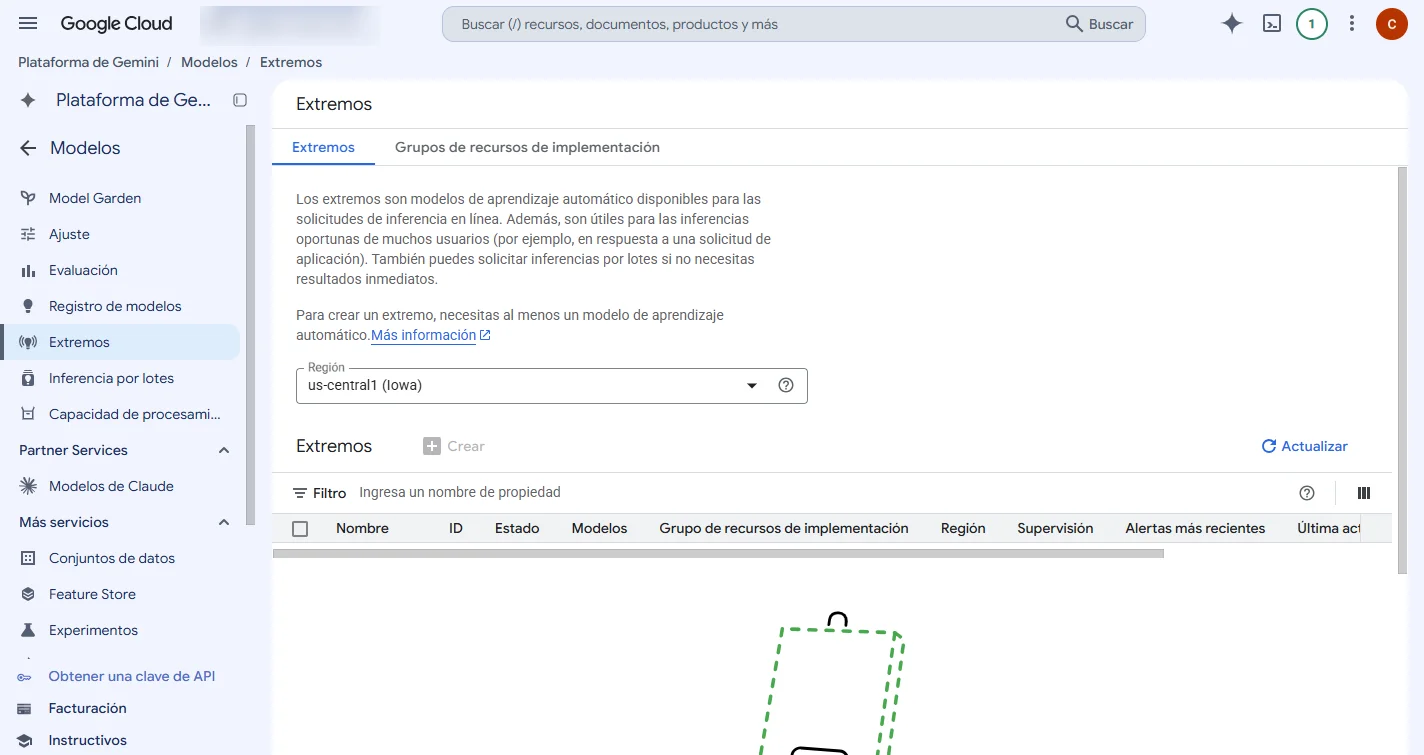 Google Cloud
Buscar (/) recursos, documentos, productos y más
Buscar
1
C
Plataforma de Gemini / Modelos / Extremos
Plataforma de Ge...
Modelos
Model Garden
Ajuste
Evaluación
Registro de modelos
Extremos
Inferencia por lotes
Capacidad de procesami...
Partner Services
Modelos de Claude
Más servicios
Conjuntos de datos
Feature Store
Experimentos
Obtener una clave de API
Facturación
Instructivos
Extremos
Extremos Grupos de recursos de implementación
Los extremos son modelos de aprendizaje automático disponibles para las
solicitudes de inferencia en línea. Además, son útiles para las inferencias
oportunas de muchos usuarios (por ejemplo, en respuesta a una solicitud de
aplicación). También puedes solicitar inferencias por lotes si no necesitas
resultados inmediatos.
Para crear un extremo, necesitas al menos un modelo de aprendizaje
automático.Más información
Región
us-central1 (Iowa)
Extremos Crear Actualizar
Filtro Ingresa un nombre de propiedad
Nombre ID Estado Modelos Grupo de recursos de implementación Región Supervisión Alertas más recientes Última